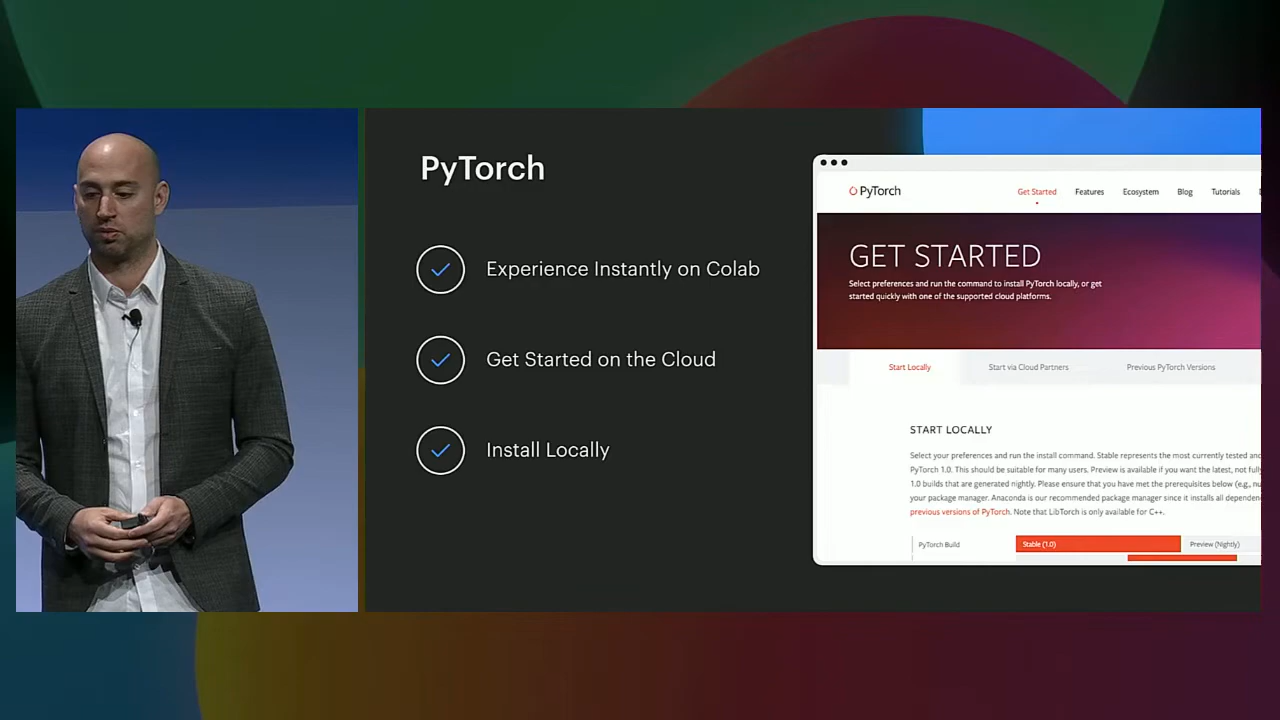 PyTorch
Experience Instantly on Colab
Get Started on the Cloud
Install Locally
PyTorch
Get Started
Features
Ecosystem
Blog
Tutorials
GET STARTED
Select preferences and run the command to install PyTorch locally, or get
started quickly with one of the supported cloud platforms.
Start Locally
Start via Cloud Partners
Previous PyTorch Versions
START LOCALLY
Select your preferences and run the install command. Stable represents the most currently tested and
PyTorch 1.0. This should be suitable for many users. Preview is available if you want the latest, not
1.0 builds that are generated nightly. Please ensure that you have met the prerequisites below (e.g.,
your package manager. Anaconda is our recommended package manager since it installs all
previous versions of PyTorch. Note that LibTorch is only available for C++.
PyTorch Build
Stable (1.0)
Preview (Nightly)